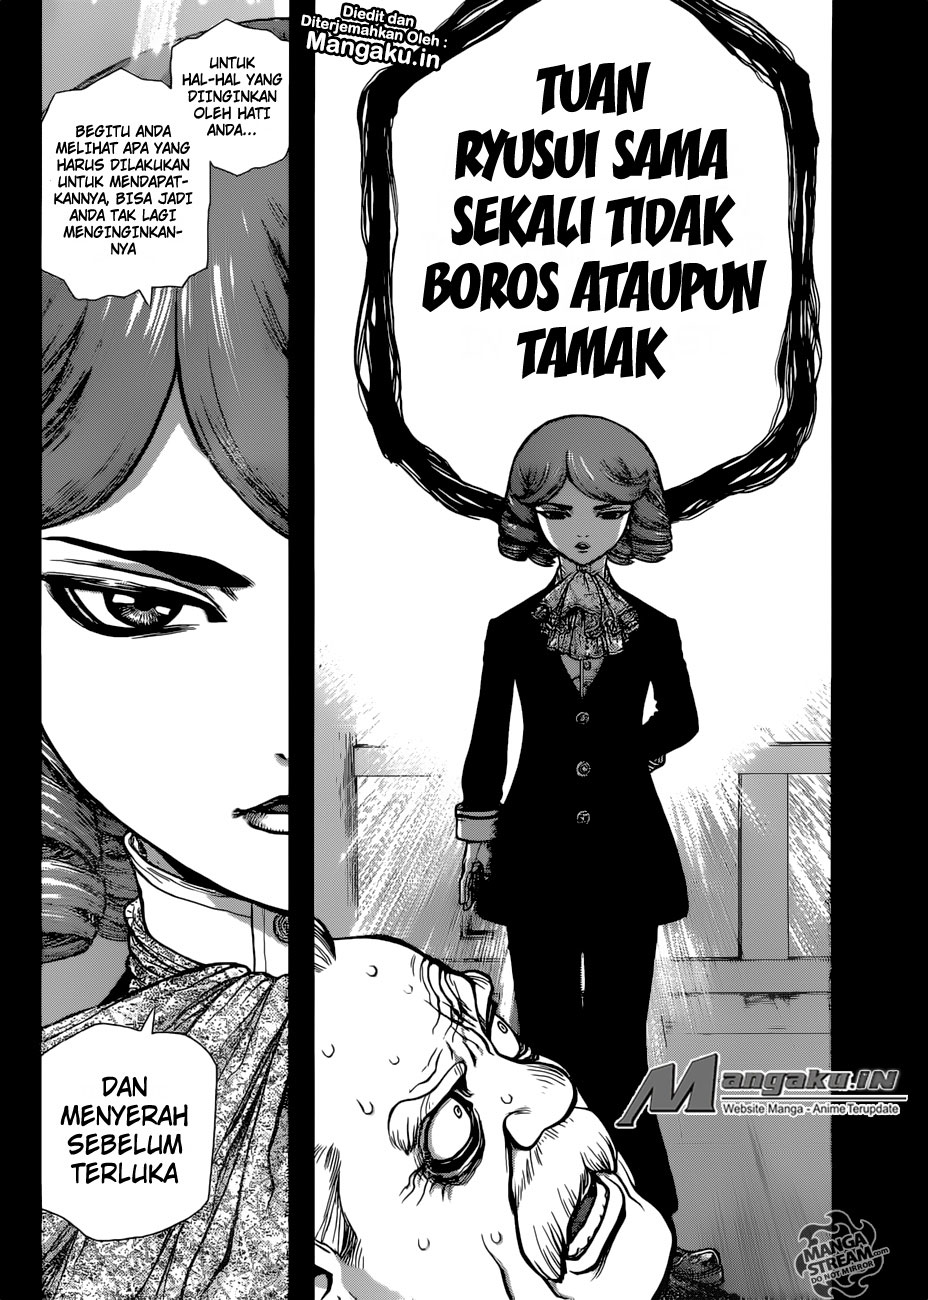 Diedit dan
Diterjemahkan Oleh :
Mangaku.in
TUAN
RYUSUI SAMA
SEKALI TIDAK
BOROS ATAUPUN
TAMAK
UNTUK
HAL-HAL YANG
DIINGINKAN
OLEH HATI
ANDA...
BEGITU ANDA
MELIHAT APA YANG
HARUS DILAKUKAN
UNTUK MENDAPAT-
KANNYA, BISA JADI
ANDA TAK LAGI
MENGINGINKAN-
NYA
DAN
MENYERAH
SEBELUM
TERLUKA
Mangaku.iN
Website Manga - Anime Terupdate
MANGA
STREAM.com
DO NOT MIRROR